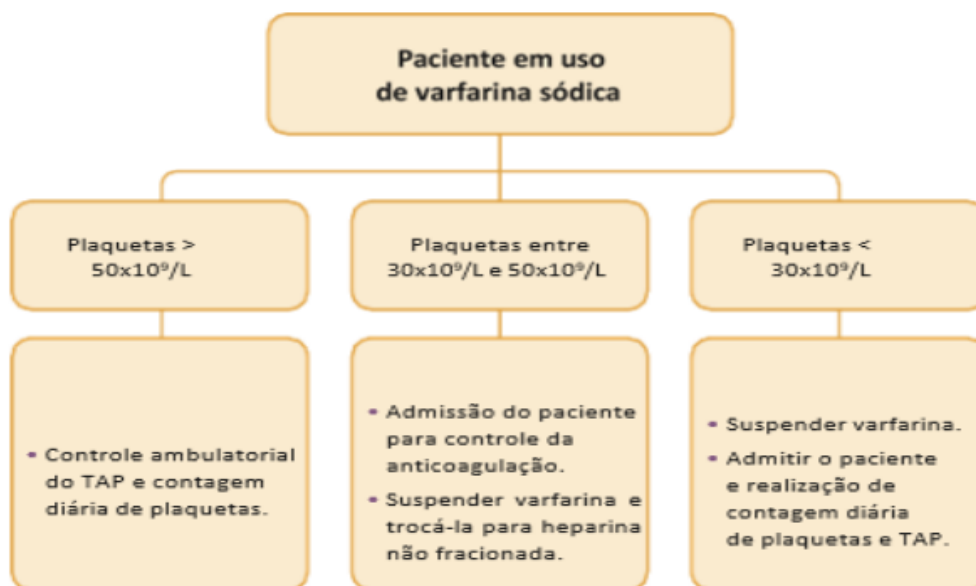 Paciente em uso
de varfarina sódica
Plaquetas >
50x10⁹/L
Plaquetas entre
30x10⁹/L e 50x10⁹/L
Plaquetas <
30x10⁹/L
• Controle ambulatorial
do TAP e contagem
diária de plaquetas.
• Admissão do paciente
para controle da
anticoagulação.
• Suspender varfarina e
trocá-la para heparina
não fracionada.
• Suspender varfarina.
• Admitir o paciente
e realização de
contagem diária
de plaquetas e TAP.